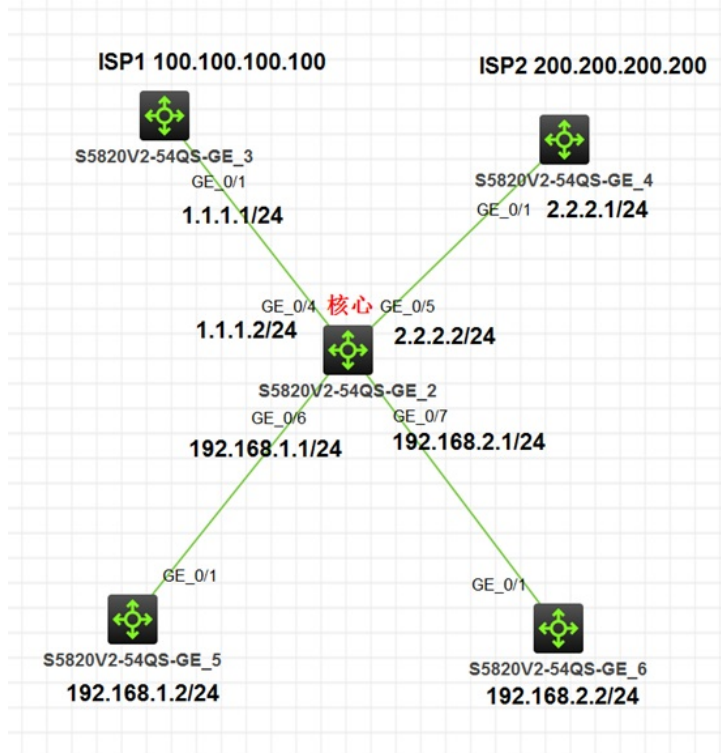 ISP1 100.100.100.100
ISP2 200.200.200.200
S5820V2-54QS-GE_3
GE_0/1
1.1.1.1/24
S5820V2-54QS-GE_4
GE_0/1
2.2.2.1/24
GE_0/4
核心
GE_0/5
1.1.1.2/24
2.2.2.2/24
S5820V2-54QS-GE_2
GE_0/6
GE_0/7
192.168.1.1/24
192.168.2.1/24
GE_0/1
GE_0/1
S5820V2-54QS-GE_5
192.168.1.2/24
S5820V2-54QS-GE_6
192.168.2.2/24